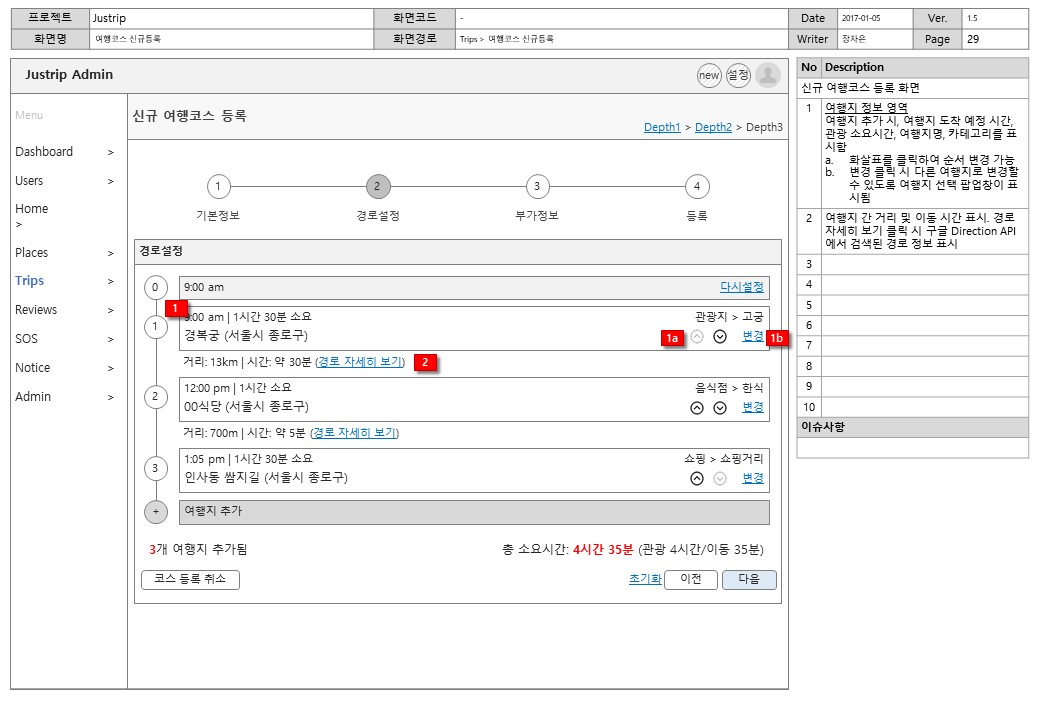 프로젝트 Justrip 화면코드 - Date 2017-01-05 Ver. 1.5
화면명 여행코스 신규등록 화면경로 Trips > 여행코스 신규등록 Writer 장자은 Page 29
Justrip Admin new 설정
Menu
Dashboard >
Users >
Home
>
Places >
Trips >
Reviews >
SOS >
Notice >
Admin >
신규 여행코스 등록
Depth1 > Depth2 > Depth3
1 2 3 4
기본정보 경로설정 부가정보 등록
경로설정
0 9:00 am 다시설정
1
1 9:00 am | 1시간 30분 소요 관광지 > 고궁
경복궁 (서울시 종로구) 1a 변경 1b
거리: 13km | 시간: 약 30분 (경로 자세히 보기) 2
2 12:00 pm | 1시간 소요 음식점 > 한식
00식당 (서울시 종로구) 변경
거리: 700m | 시간: 약 5분 (경로 자세히 보기)
3 1:05 pm | 1시간 30분 소요 쇼핑 > 쇼핑거리
인사동 쌈지길 (서울시 종로구) 변경
+ 여행지 추가
3개 여행지 추가됨 총 소요시간: 4시간 35분 (관광 4시간/이동 35분)
코스 등록 취소 초기화 이전 다음
No Description
신규 여행코스 등록 화면
1 여행지 정보 영역
여행지 추가 시, 여행지 도착 예정 시간,
관광 소요시간, 여행지명, 카테고리를 표
시함
a. 화살표를 클릭하여 순서 변경 가능
b. 변경 클릭 시 다른 여행지로 변경할
수 있도록 여행지 선택 팝업창이 표
시됨
2 여행지 간 거리 및 이동 시간 표시. 경로
자세히 보기 클릭 시 구글 Direction API
에서 검색된 경로 정보 표시
3
4
5
6
7
8
9
10
이슈사항